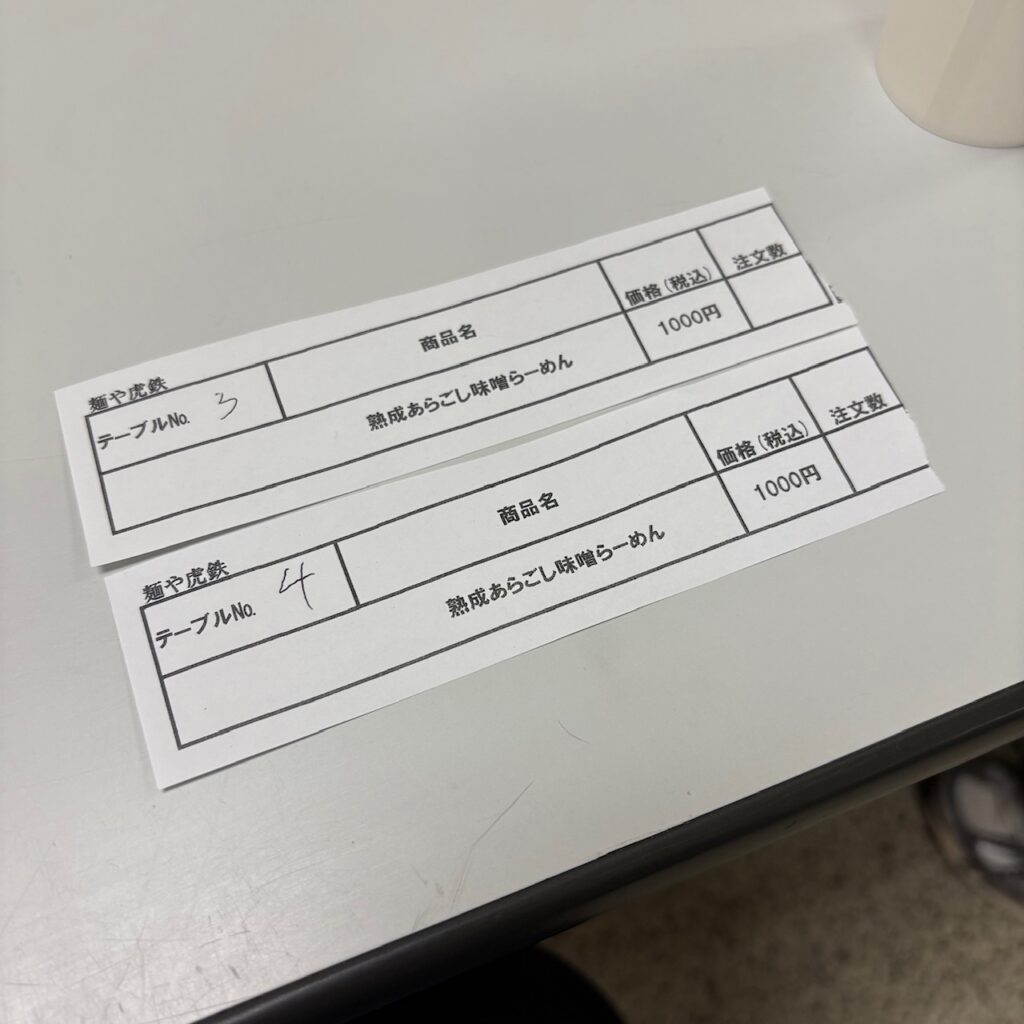 麺や虎鉄
テーブルNo. 3 商品名 価格(税込) 注文数
熟成あらごし味噌らーめん 1000円
麺や虎鉄
テーブルNo. 4 商品名 価格(税込) 注文数
熟成あらごし味噌らーめん 1000円